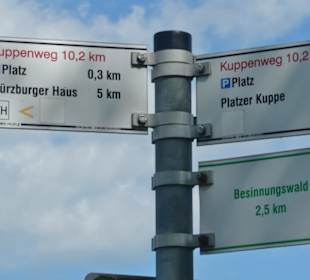 uppenweg 10,2 km
P Platz 0,3 km
ürzburger Haus 5 km
H <
Kuppenweg 10,2
P Platz
Platzer Kuppe
Besinnungswald
2,5 km